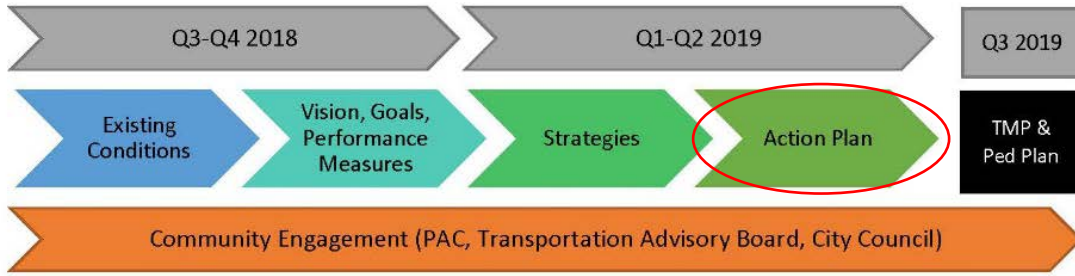 Q3-Q4 2018
Q1-Q2 2019
Q3 2019
Existing
Conditions
Vision, Goals,
Performance
Measures
Strategies
Action Plan
TMP &
Ped Plan
Community Engagement (PAC, Transportation Advisory Board, City Council)